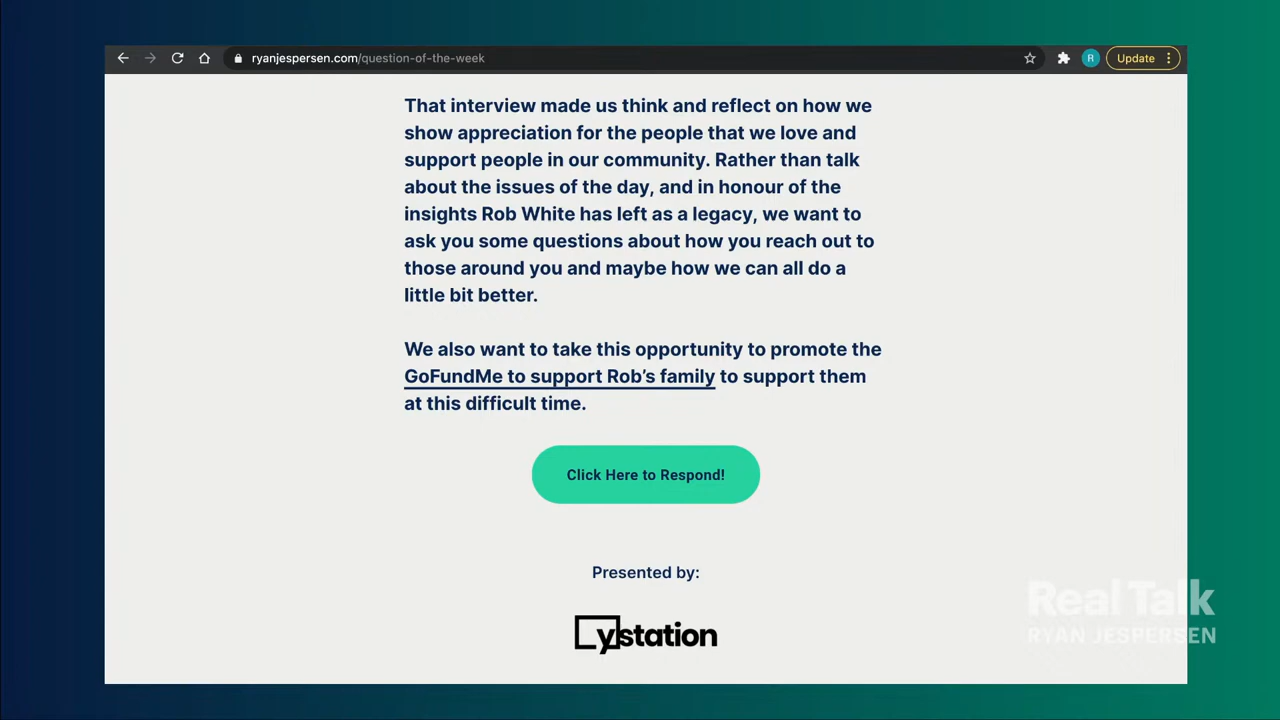 ryanjespersen.com/question-of-the-week
R
Update
That interview made us think and reflect on how we
show appreciation for the people that we love and
support people in our community. Rather than talk
about the issues of the day, and in honour of the
insights Rob White has left as a legacy, we want to
ask you some questions about how you reach out to
those around you and maybe how we can all do a
little bit better.
We also want to take this opportunity to promote the
GoFundMe to support Rob's family to support them
at this difficult time.
Click Here to Respond!
Presented by:
ystation
Real Talk
RYAN JESPERSEN